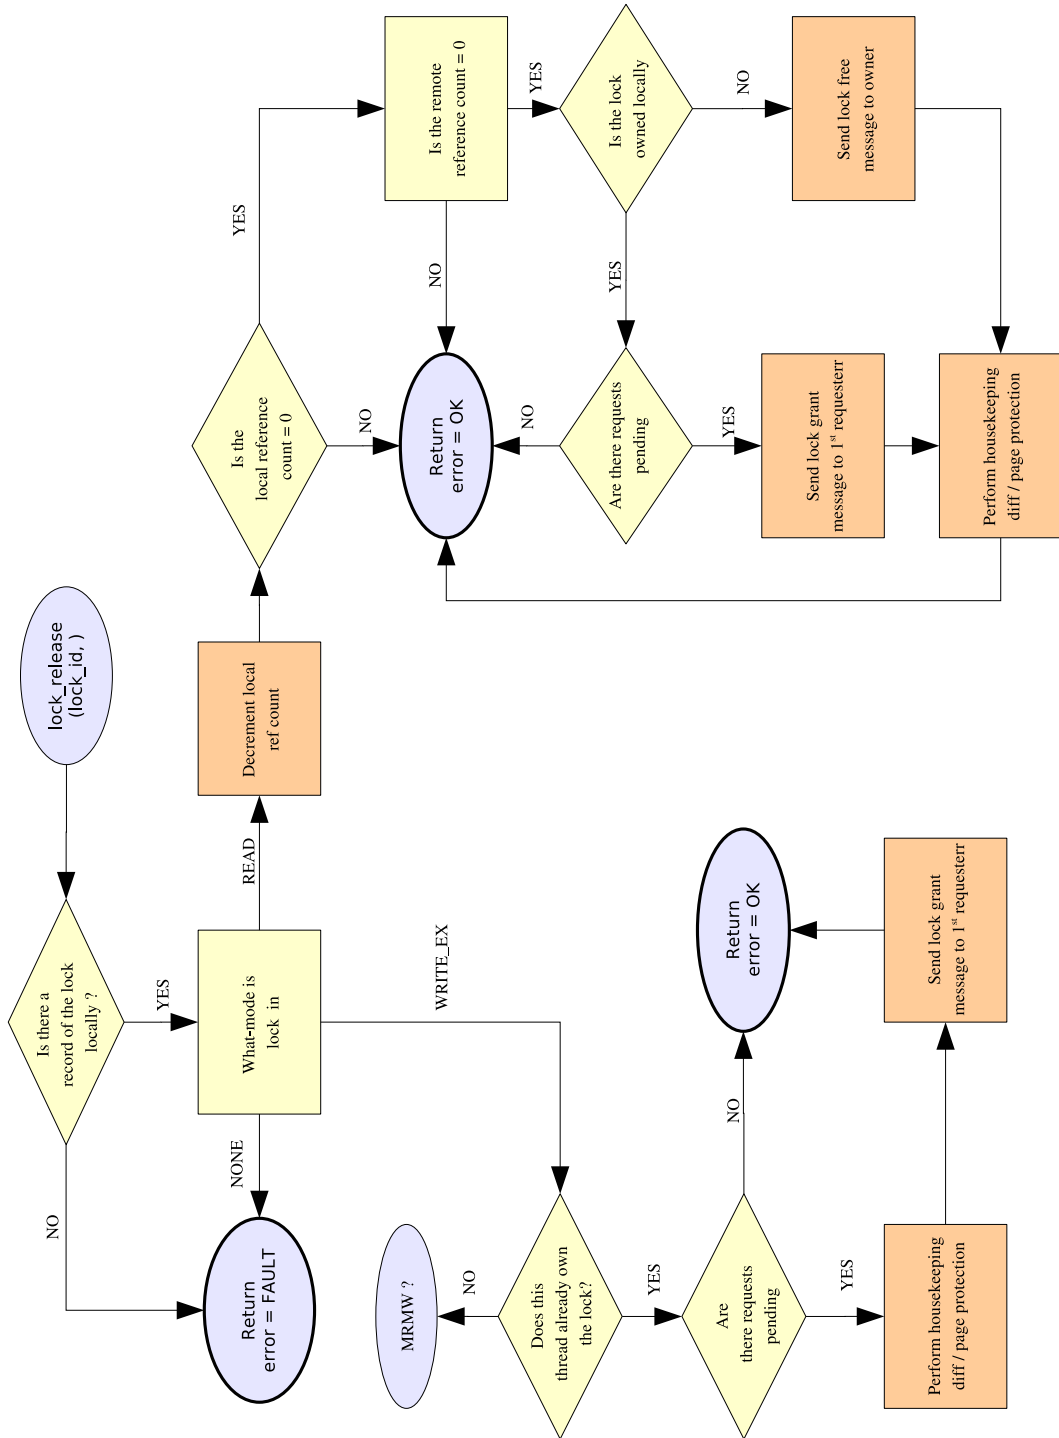 lock_release
(lock_id, )
Is there a
record of the lock
locally ?
NO
YES
Return
error = FAULT
NONE
What-mode is
lock  in
READ
Decrement local
ref count
Is the
local reference
count = 0
YES
NO
Is the remote
reference count = 0
NO
YES
Return
error = OK
Is the lock
owned locally
YES
NO
Are there requests
pending
NO
YES
Send lock free
message to owner
Send lock grant
message to 1st requesterr
Perform housekeeping
diff / page protection
WRITE_EX
MRMW ?
NO
Does this
thread already own
the lock?
YES
Are
there requests
pending
NO
YES
Return
error = OK
Perform housekeeping
diff / page protection
Send lock grant
message to 1st requesterr